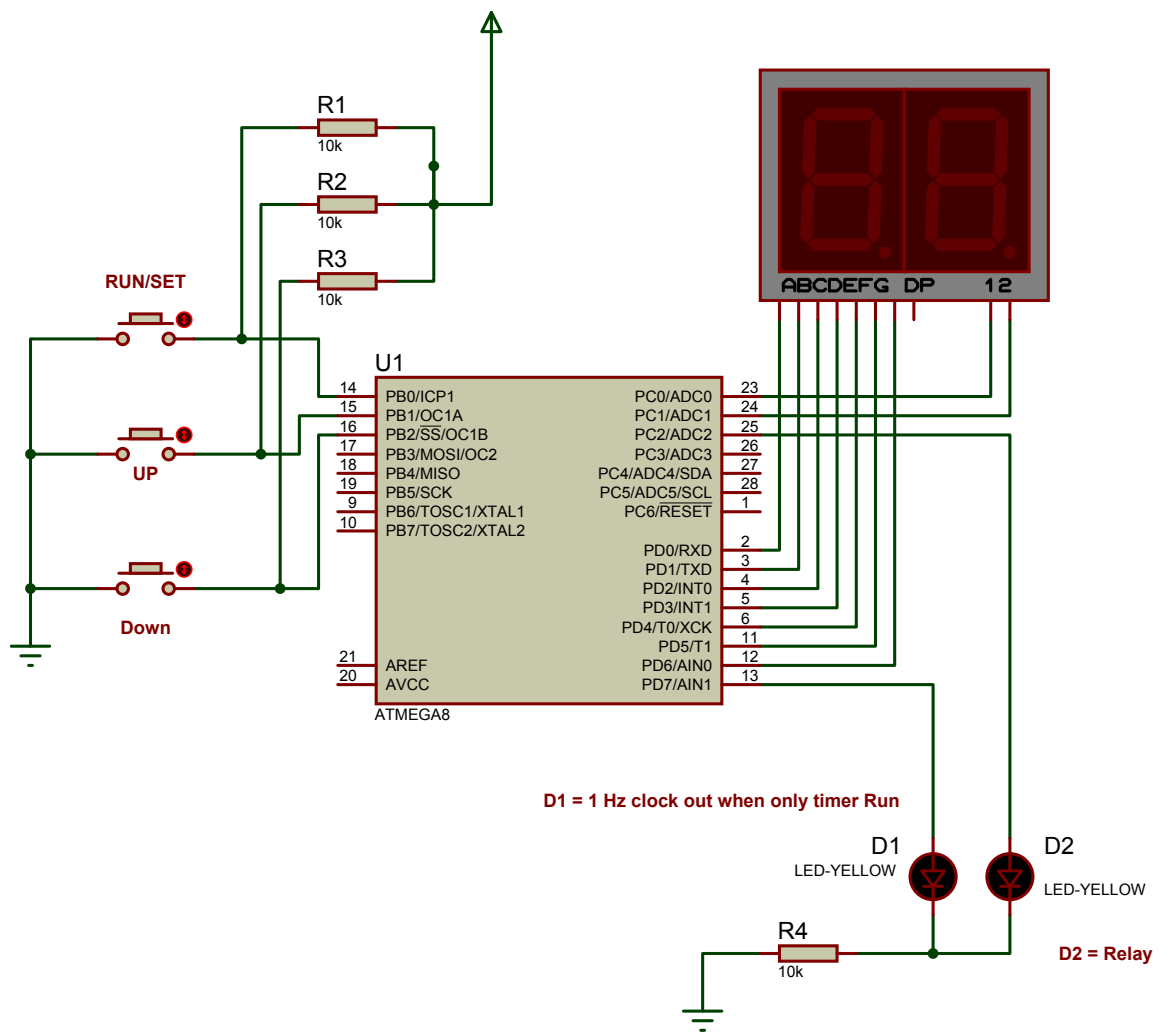 R1
10k
R2
10k
R3
10k
RUN/SET
UP
Down
ABCDEFG DP 12
U1
14 PB0/ICP1
15 PB1/OC1A
16 PB2/SS/OC1B
17 PB3/MOSI/OC2
18 PB4/MISO
19 PB5/SCK
9 PB6/TOSC1/XTAL1
10 PB7/TOSC2/XTAL2
21 AREF
20 AVCC
PC0/ADC0 23
PC1/ADC1 24
PC2/ADC2 25
PC3/ADC3 26
PC4/ADC4/SDA 27
PC5/ADC5/SCL 28
PC6/RESET 1
PD0/RXD 2
PD1/TXD 3
PD2/INT0 4
PD3/INT1 5
PD4/T0/XCK 6
PD5/T1 11
PD6/AIN0 12
PD7/AIN1 13
ATMEGA8
D1 = 1 Hz clock out when only timer Run
D1
LED-YELLOW
D2
LED-YELLOW
R4
10k
D2 = Relay